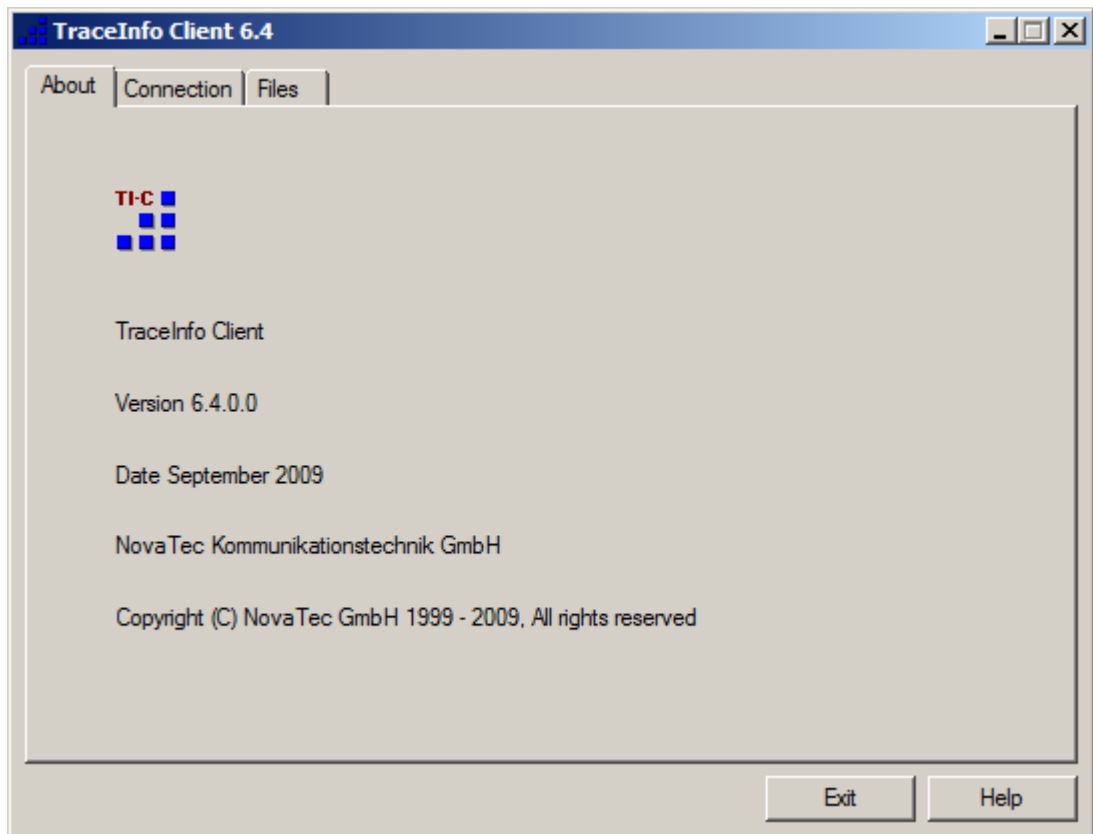 TraceInfo Client 6.4
About Connection Files
TI-C
TraceInfo Client
Version 6.4.0.0
Date September 2009
NovaTec Kommunikationstechnik GmbH
Copyright (C) NovaTec GmbH 1999 - 2009, All rights reserved
Exit Help